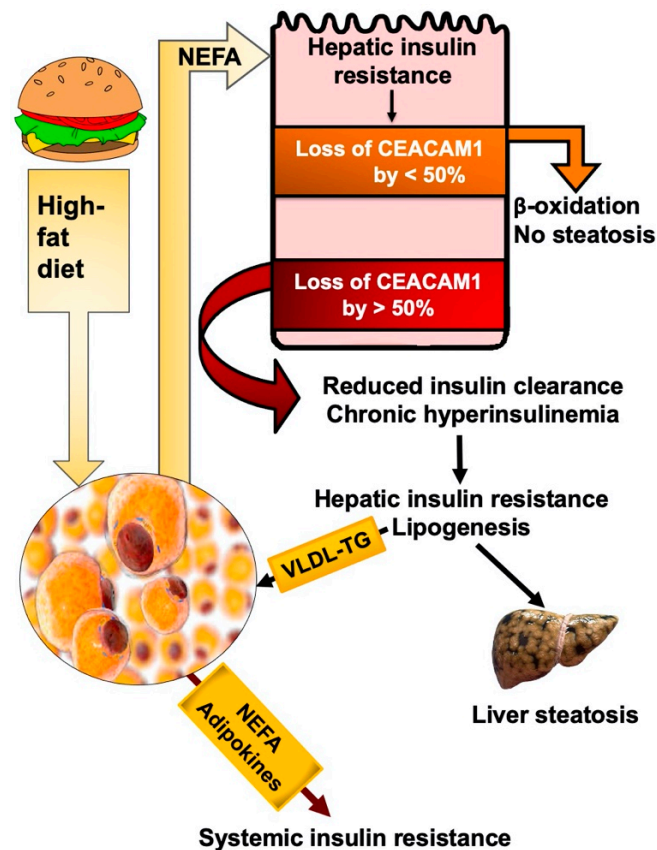 NEFA
Hepatic insulin
resistance
Loss of CEACAM1
by < 50%
β-oxidation
No steatosis
High-
fat
diet
Loss of CEACAM1
by > 50%
Reduced insulin clearance
Chronic hyperinsulinemia
Hepatic insulin resistance
Lipogenesis
VLDL-TG
Liver steatosis
NEFA
Adipokines
Systemic insulin resistance